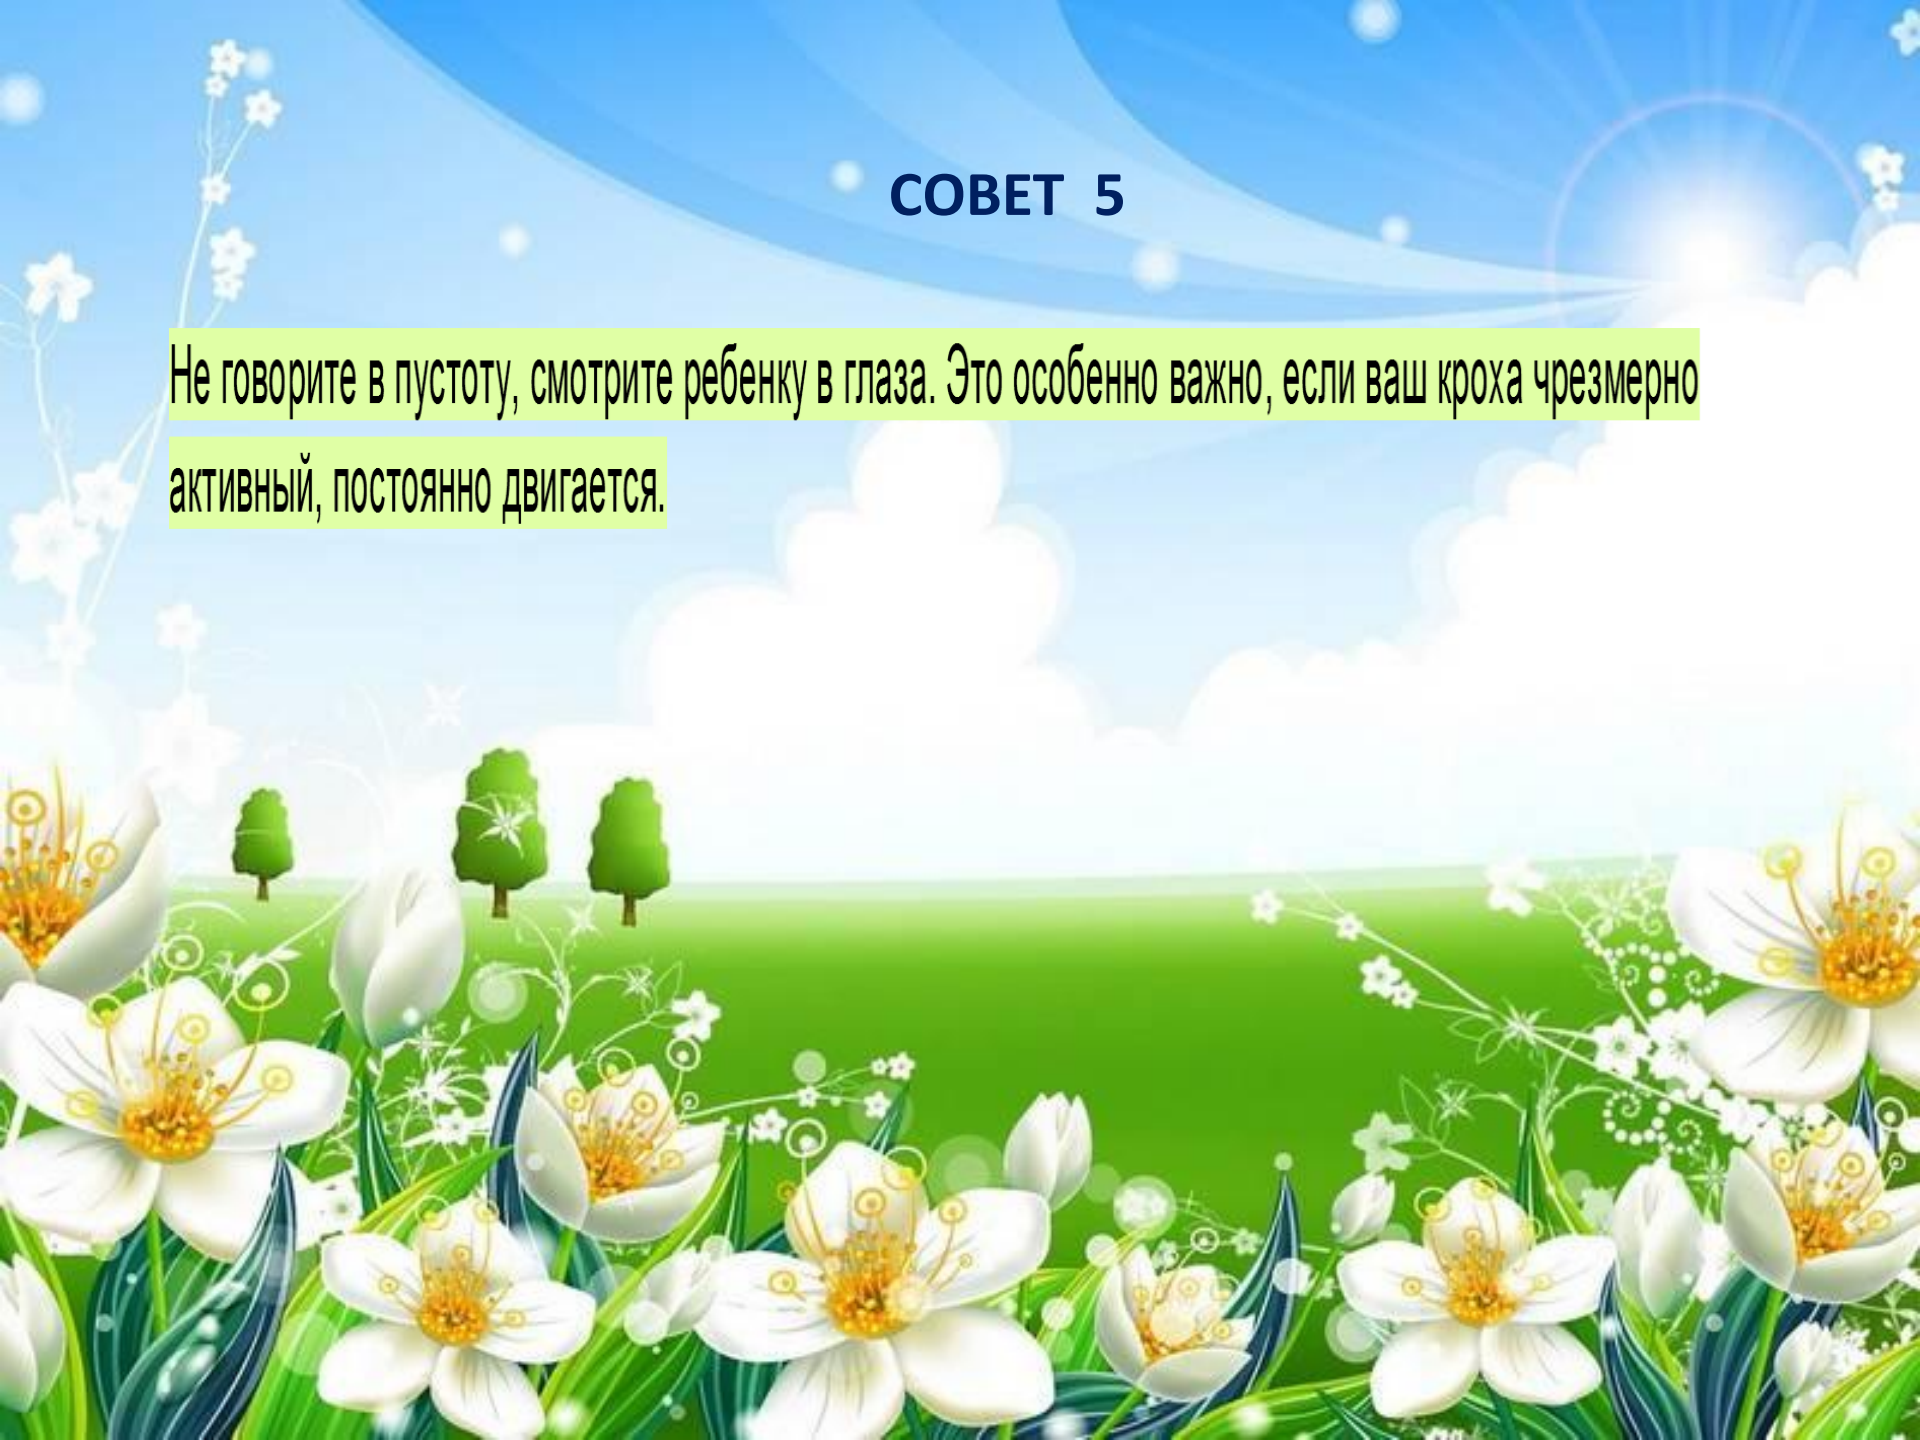 СОВЕТ 5
Не говорите в пустоту, смотрите ребенку в глаза. Это особенно важно, если ваш кроха чрезмерно
активный, постоянно двигается.